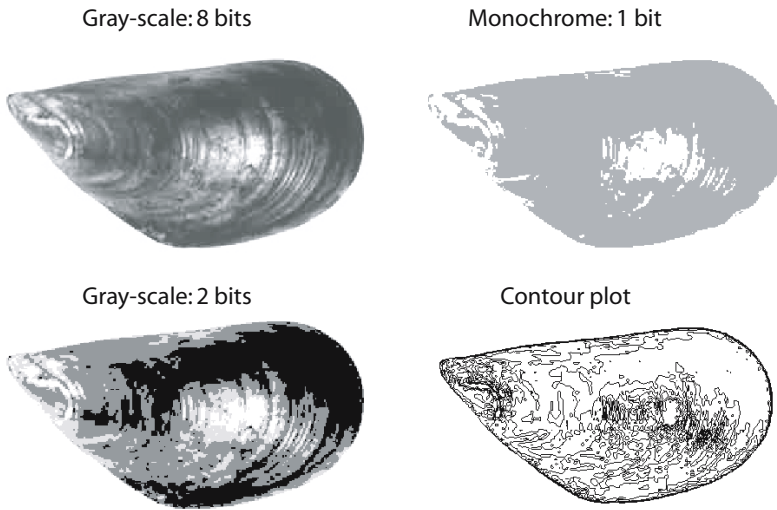 Gray-scale: 8 bits
Monochrome: 1 bit
Gray-scale: 2 bits
Contour plot